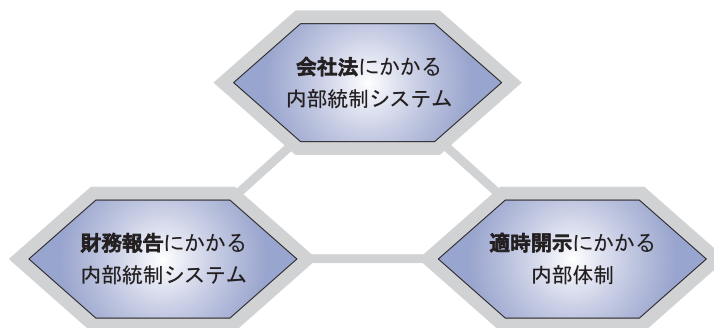 会社法にかかる
内部統制システム
財務報告にかかる
内部統制システム
適時開示にかかる
内部体制